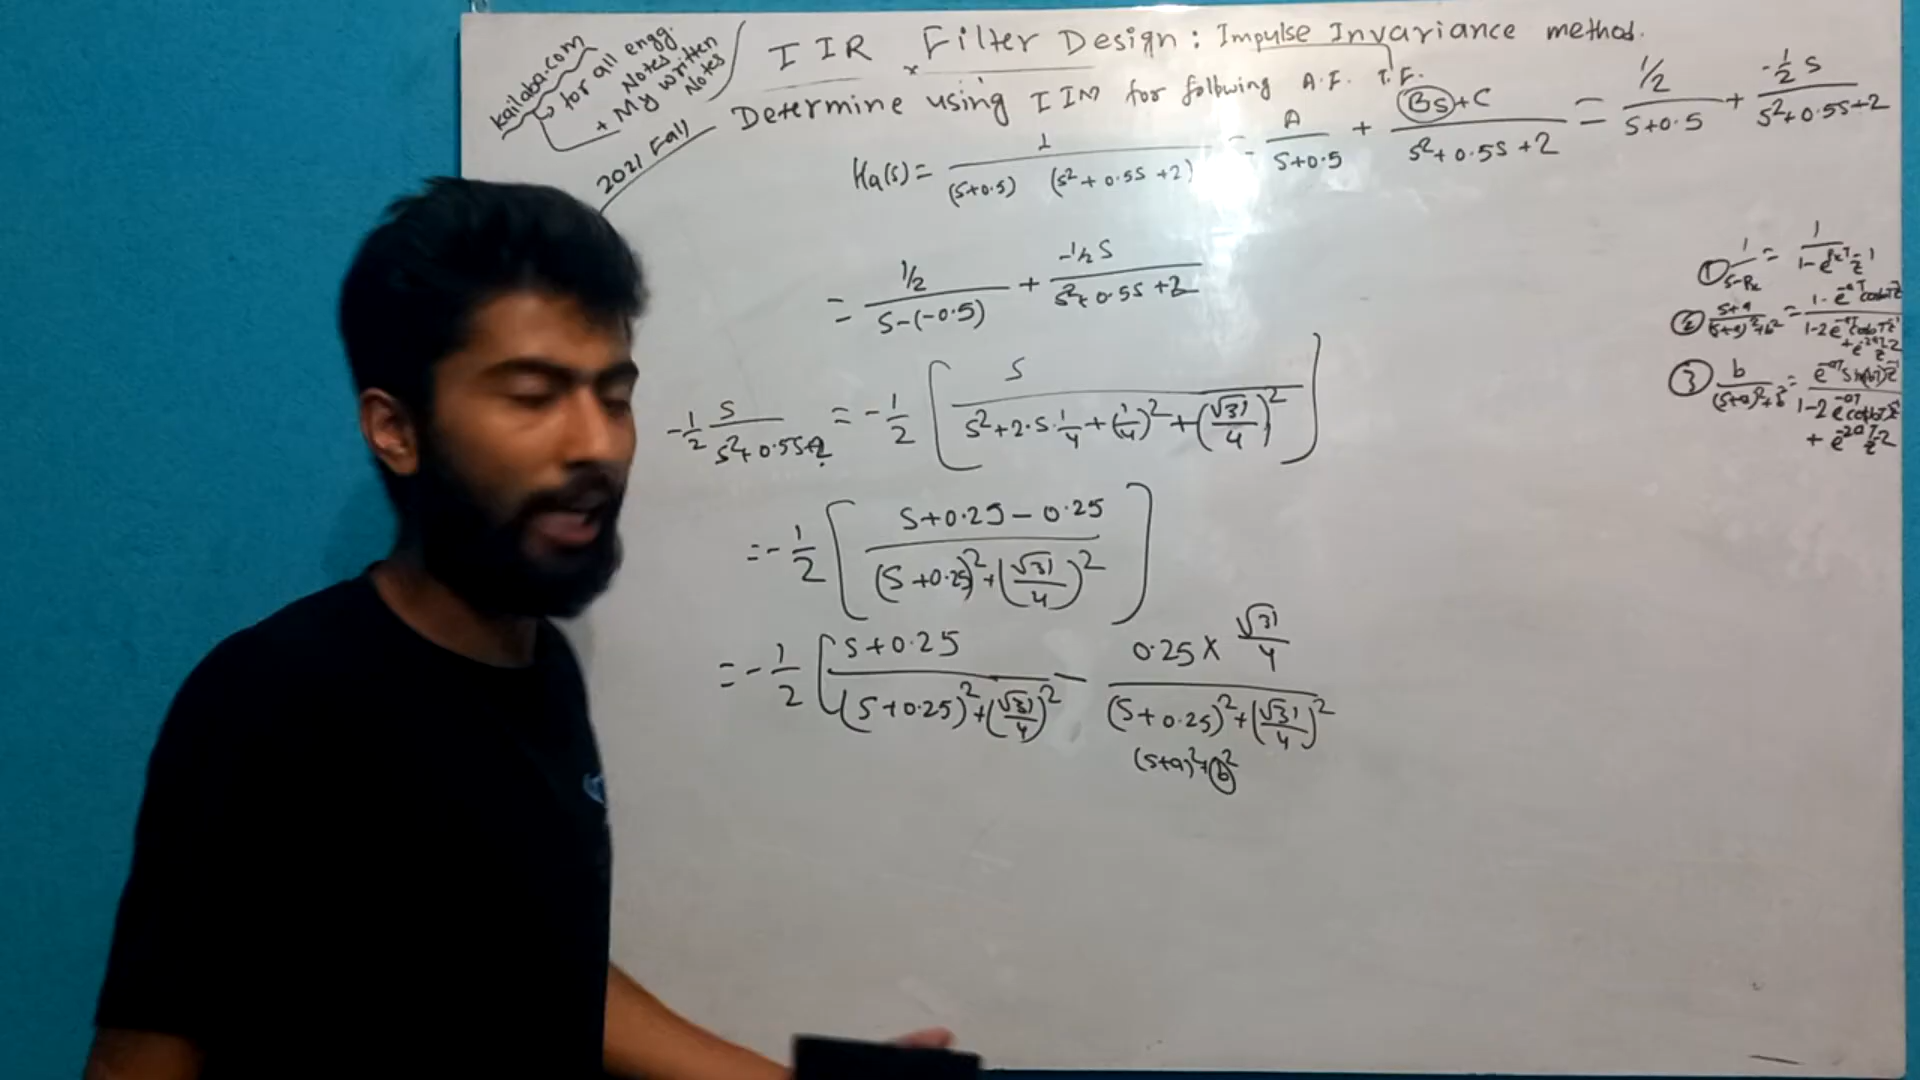 kailaba.com
for all engg.
Notes
+ My written
Notes
2021 Fall
IIR Filter Design: Impulse Invariance method.
Determine using IIM for following A.F. T.F.
Ha(s) = 1 / (s+0.5) (s²+0.5s+2) = A / s+0.5 + Bs+C / s²+0.5s+2 = 1/2 / s+0.5 + -1/2 s / s²+0.5s+2
= 1/2 / s-(-0.5) + -1/2 s / s²+0.5s+2
-1/2 s / s²+0.5s+2 = -1/2 [ s / s²+2.s.1/4+(1/4)²+(√31/4)² ]
= -1/2 [ s+0.25-0.25 / (s+0.25)²+(√31/4)² ]
= -1/2 [ s+0.25 / (s+0.25)²+(√31/4)² - 0.25 × √31/4 / (s+0.25)²+(√31/4)²
(s+a)²+b²
① 1 / s-Pk = 1 / 1-e^PkT z^-1
② s+a / (s+a)²+b² = 1-e^-aT cosbT z^-1 / 1-2e^-aT cosbT z^-1 + e^-2aT z^-2
③ b / (s+a)²+b² = e^-aT sin(bT) z^-1 / 1-2e^-aT cos(bT) z^-1 + e^-2aT z^-2